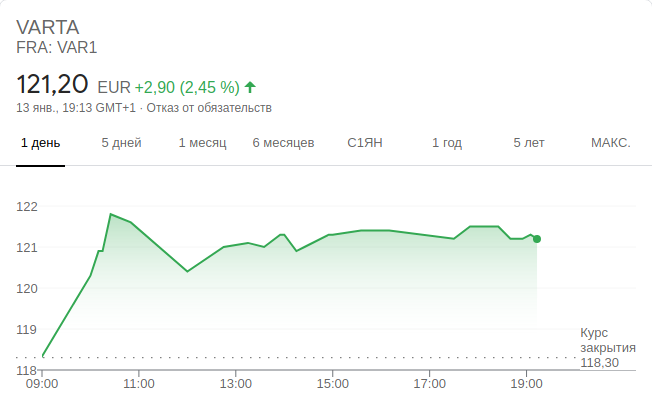 VARTA
FRA: VAR1
121,20 EUR +2,90 (2,45 %)
13 янв., 19:13 GMT+1 · Отказ от обязательств
1 день 5 дней 1 месяц 6 месяцев С1ЯН 1 год 5 лет МАКС.
122
121
120
119
Курс
закрытия
118,30
118
09:00 11:00 13:00 15:00 17:00 19:00